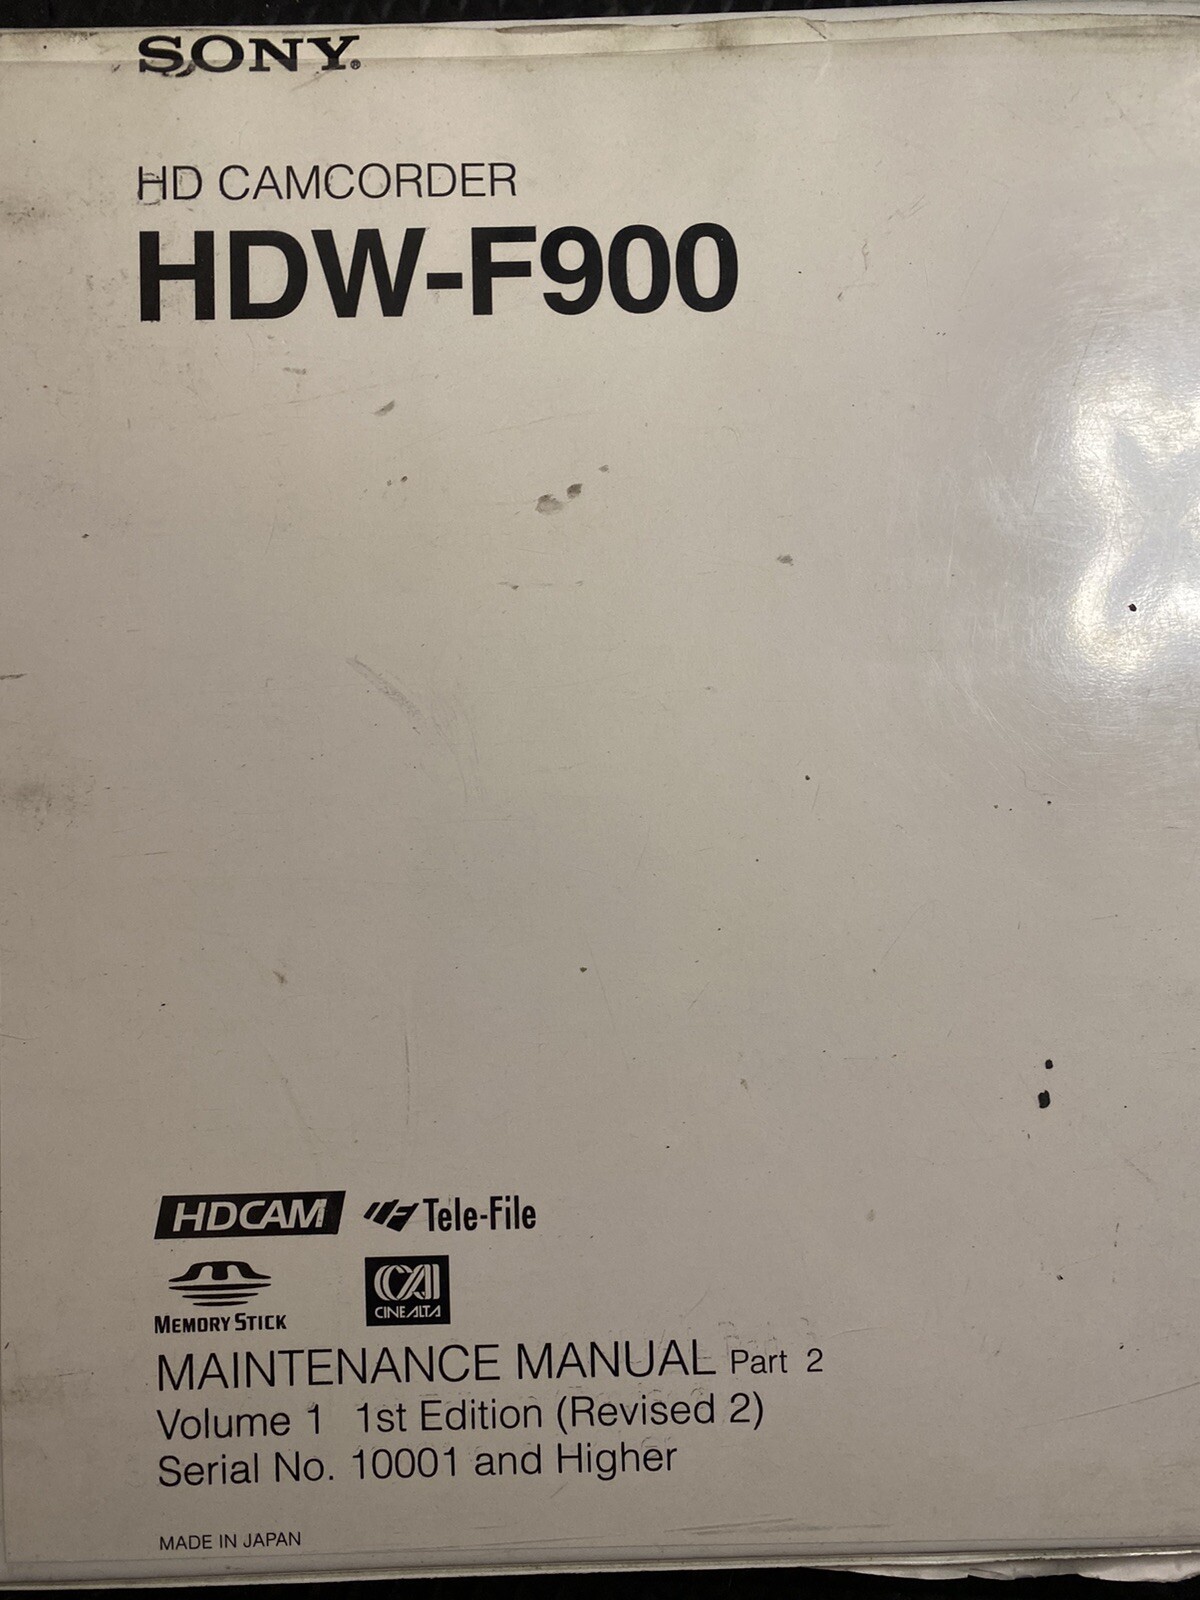 SONY®
HD CAMCORDER
HDW-F900
HDCAM Tele-File
MEMORY STICK CINEALTA
MAINTENANCE MANUAL Part 2
Volume 1 1st Edition (Revised 2)
Serial No. 10001 and Higher
MADE IN JAPAN